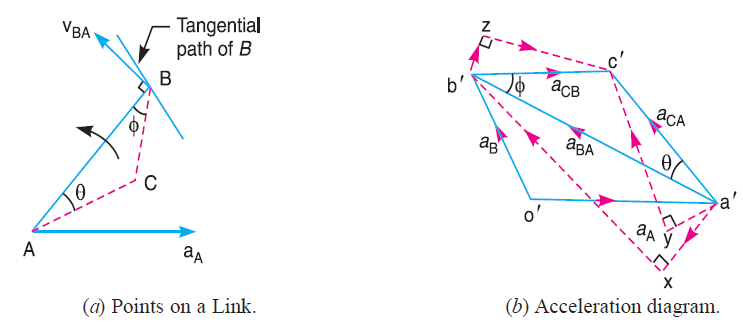 vBA
Tangential
path of B
B
ϕ
C
θ
A
aA
(a) Points on a Link.
z
c′
b′
ϕ
aCB
aCA
aB
aBA
θ
o′
a′
aA
y
x
(b) Acceleration diagram.